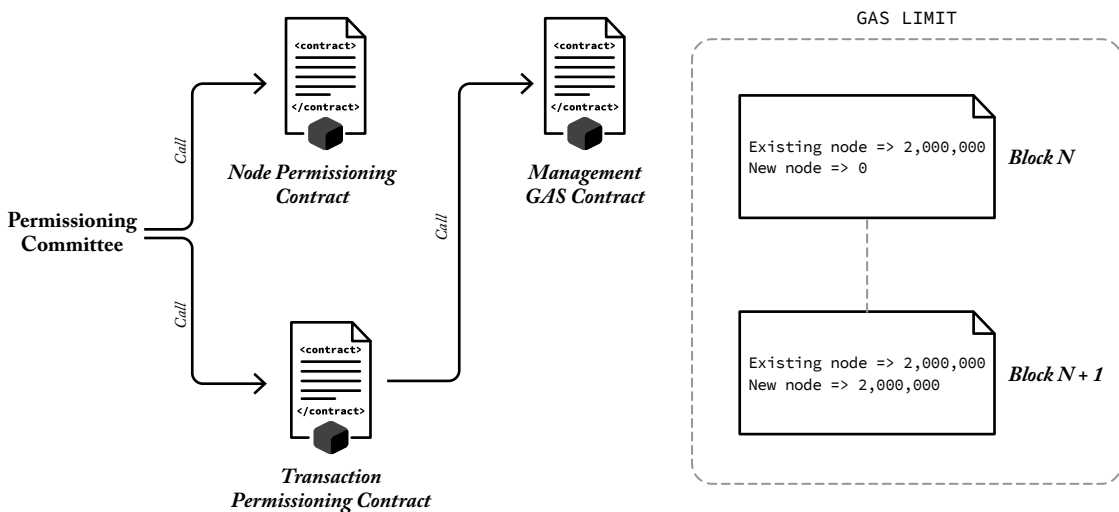 Permissioning
Committee
Call
Call
<contract>
</contract>
Node Permissioning
Contract
<contract>
</contract>
Transaction
Permissioning Contract
Call
<contract>
</contract>
Management
GAS Contract
GAS LIMIT
Existing node => 2,000,000
New node => 0
Block N
Existing node => 2,000,000
New node => 2,000,000
Block N + 1